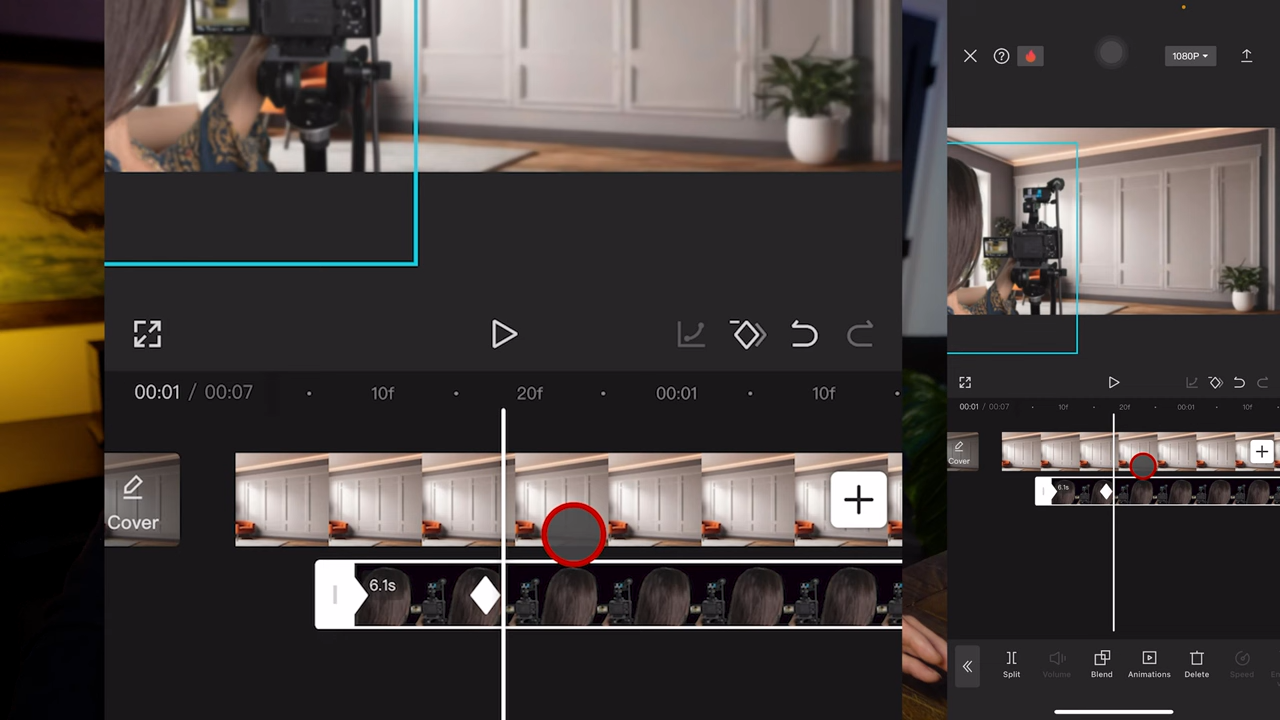 1080P
00:01 / 00:07
10f
20f
00:01
10f
Cover
6.1s
00:01 / 00:07
10f
20f
00:01
10f
Cover
6.1s
Split
Volume
Blend
Animations
Delete
Speed